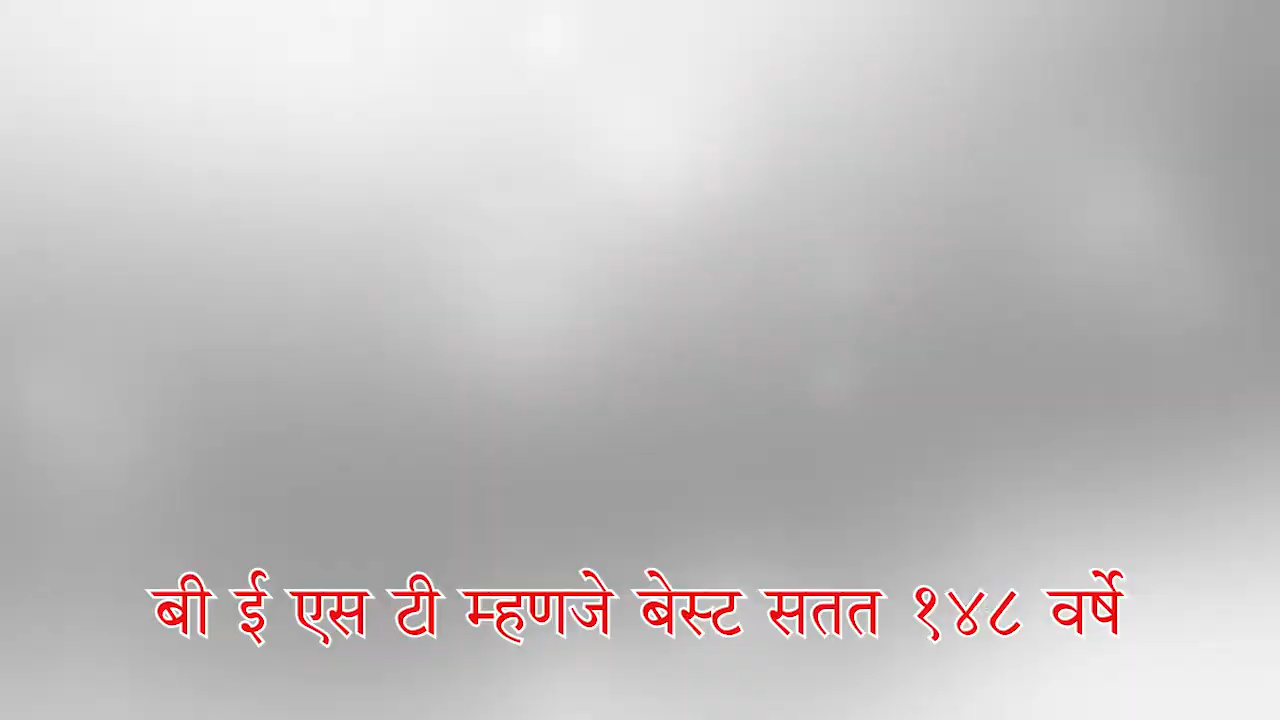 बी ई एस टी म्हणजे बेस्ट सतत १४८ वर्षे